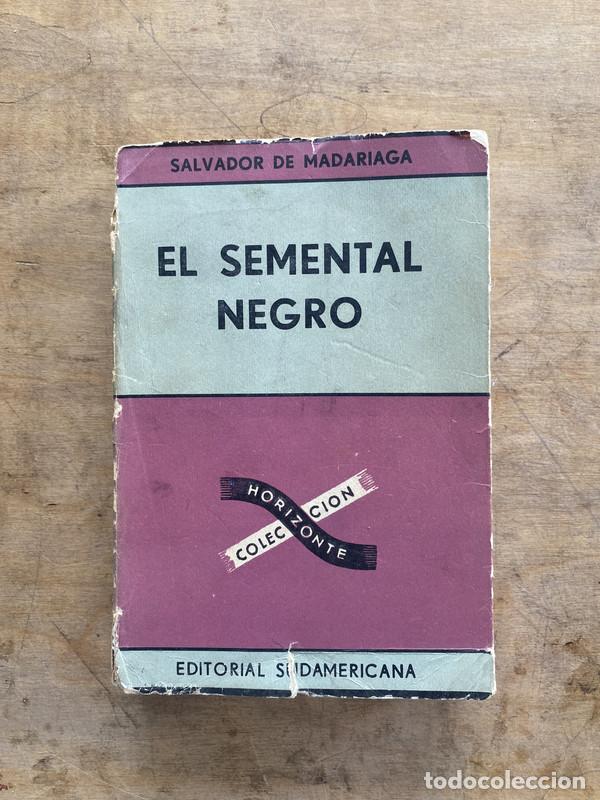 SALVADOR DE MADARIAGA
EL SEMENTAL
NEGRO
HORIZONTE
COLECCION
EDITORIAL SUDAMERICANA
todocoleccion